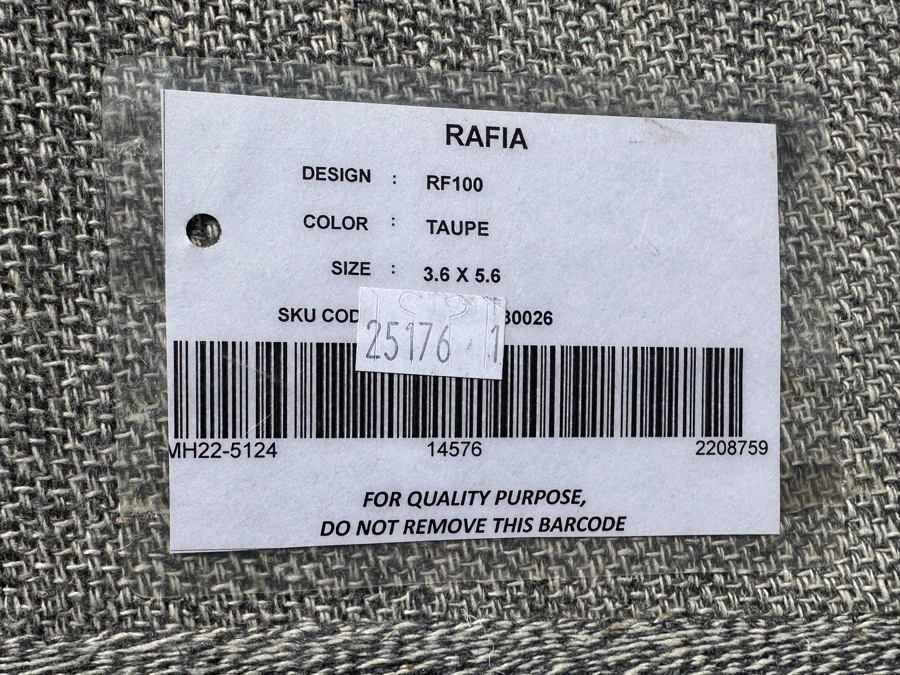 RAFIA
DESIGN : RF100
COLOR : TAUPE
SIZE : 3.6 X 5.6
SKU COD 30026
25176 1
MH22-5124 14576 2208759
FOR QUALITY PURPOSE,
DO NOT REMOVE THIS BARCODE